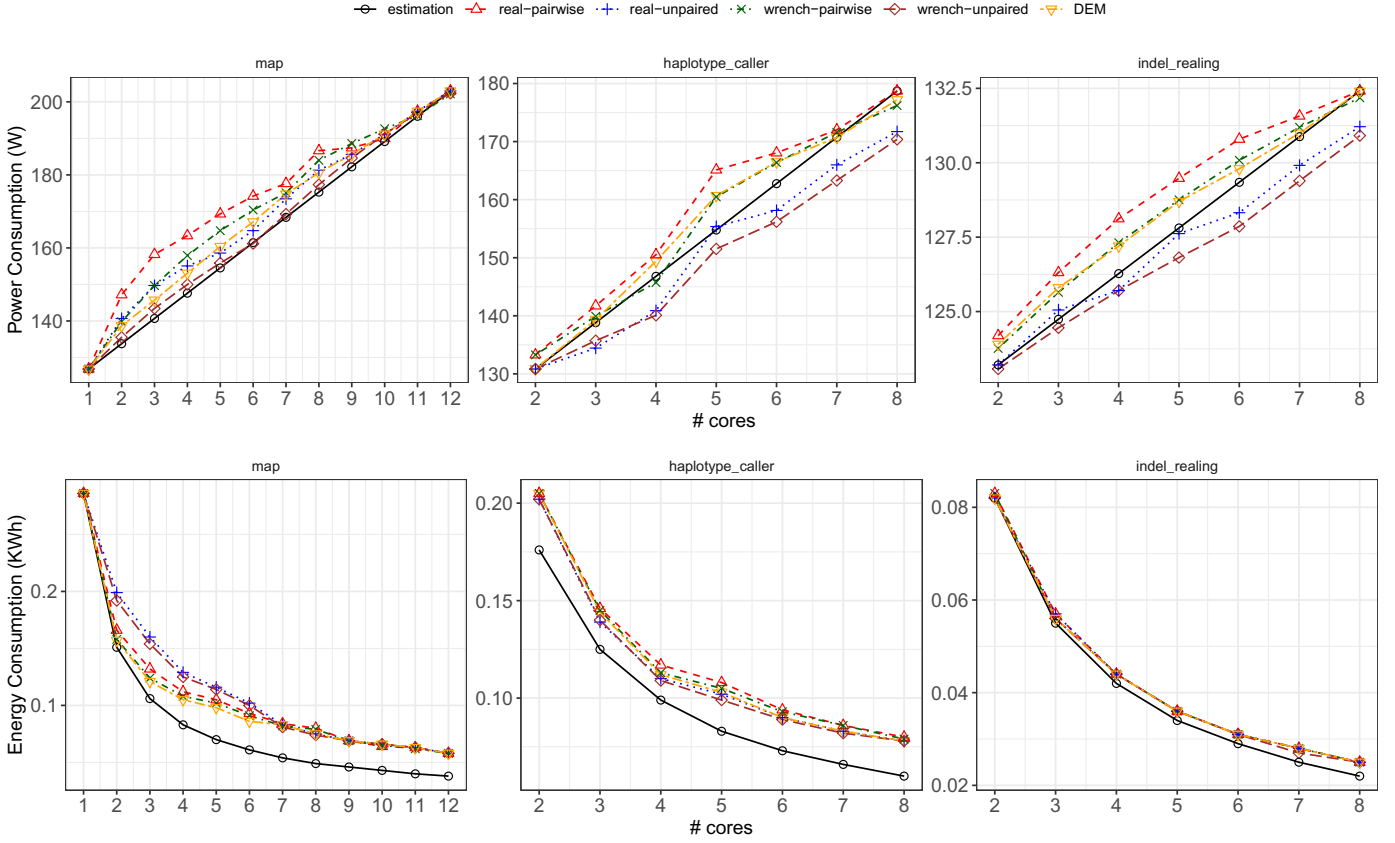 estimation real−pairwise real−unpaired wrench−pairwise wrench−unpaired DEM
map haplotype_caller indel_realing
Power Consumption (W)
200
180
160
140
180
170
160
150
140
130
132.5
130.0
127.5
125.0
1 2 3 4 5 6 7 8 9 10 11 12
2 3 4 5 6 7 8
2 3 4 5 6 7 8
# cores
map haplotype_caller indel_realing
Energy Consumption (KWh)
0.2
0.1
0.20
0.15
0.10
0.08
0.06
0.04
0.02
1 2 3 4 5 6 7 8 9 10 11 12
2 3 4 5 6 7 8
2 3 4 5 6 7 8
# cores